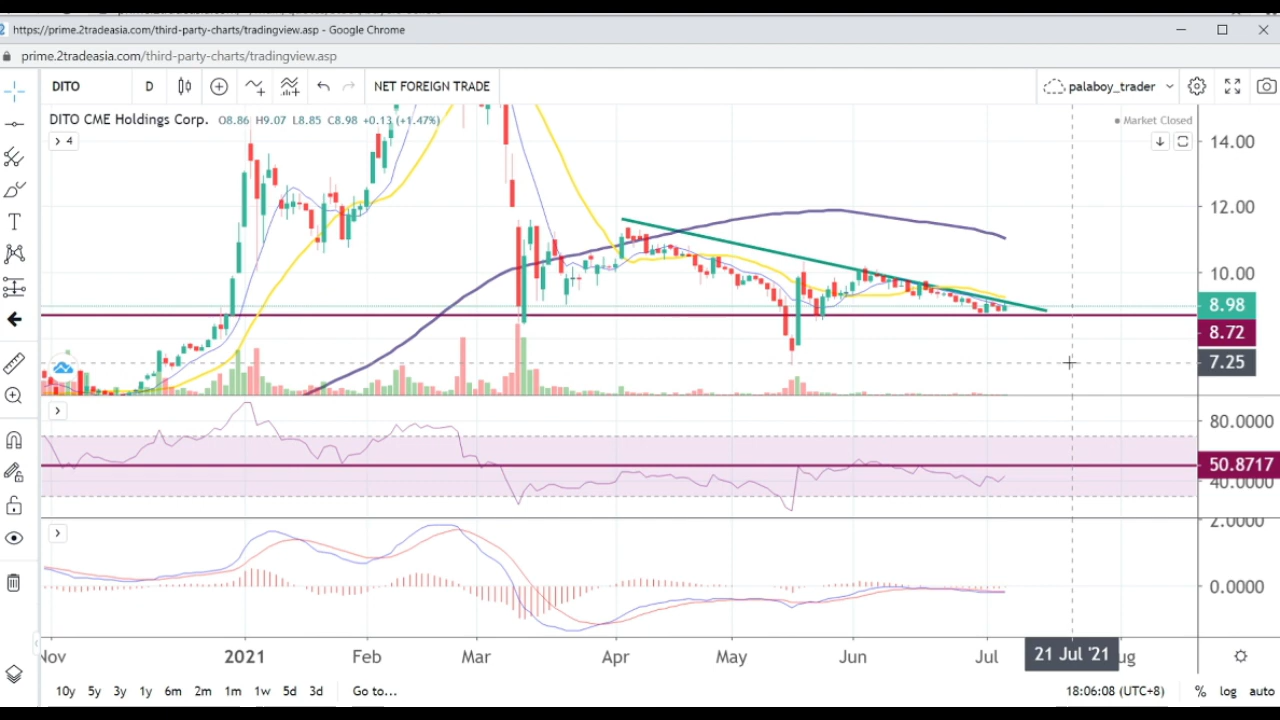 https://prime.2tradeasia.com/third-party-charts/tradingview.asp - Google Chrome
prime.2tradeasia.com/third-party-charts/tradingview.asp
DITO D NET FOREIGN TRADE palaboy_trader
DITO CME Holdings Corp. O8.86 H9.07 L8.85 C8.98 +0.13 (+1.47%) Market Closed
4
14.00
12.00
10.00
8.98
8.72
7.25
80.0000
50.8717
40.0000
2.0000
0.0000
Nov 2021 Feb Mar Apr May Jun Jul 21 Jul '21 ug
10y 5y 3y 1y 6m 2m 1m 1w 5d 3d Go to... 18:06:08 (UTC+8) % log auto